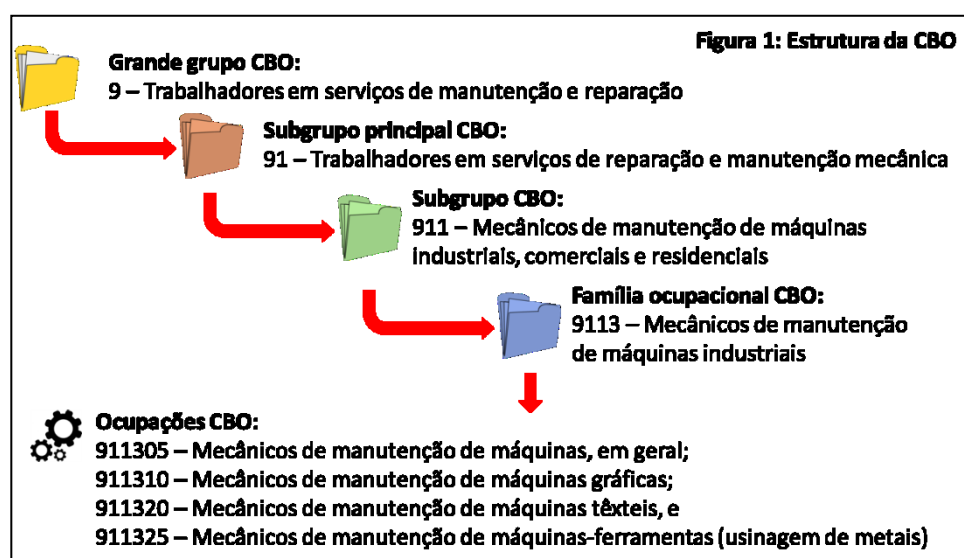 Figura 1: Estrutura da CBO
Grande grupo CBO:
9 – Trabalhadores em serviços de manutenção e reparação
Subgrupo principal CBO:
91 – Trabalhadores em serviços de reparação e manutenção mecânica
Subgrupo CBO:
911 – Mecânicos de manutenção de máquinas
industriais, comerciais e residenciais
Família ocupacional CBO:
9113 – Mecânicos de manutenção
de máquinas industriais
Ocupações CBO:
911305 – Mecânicos de manutenção de máquinas, em geral;
911310 – Mecânicos de manutenção de máquinas gráficas;
911320 – Mecânicos de manutenção de máquinas têxteis, e
911325 – Mecânicos de manutenção de máquinas-ferramentas (usinagem de metais)